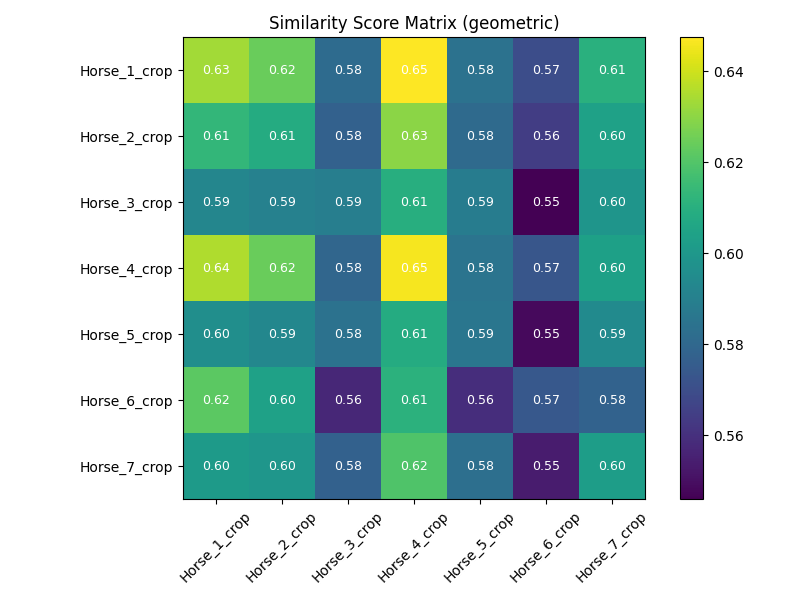 Similarity Score Matrix (geometric)
Horse_1_crop 0.63 0.62 0.58 0.65 0.58 0.57 0.61
Horse_2_crop 0.61 0.61 0.58 0.63 0.58 0.56 0.60
Horse_3_crop 0.59 0.59 0.59 0.61 0.59 0.55 0.60
Horse_4_crop 0.64 0.62 0.58 0.65 0.58 0.57 0.60
Horse_5_crop 0.60 0.59 0.58 0.61 0.59 0.55 0.59
Horse_6_crop 0.62 0.60 0.56 0.61 0.56 0.57 0.58
Horse_7_crop 0.60 0.60 0.58 0.62 0.58 0.55 0.60
Horse_1_crop Horse_2_crop Horse_3_crop Horse_4_crop Horse_5_crop Horse_6_crop Horse_7_crop
0.64
0.62
0.60
0.58
0.56